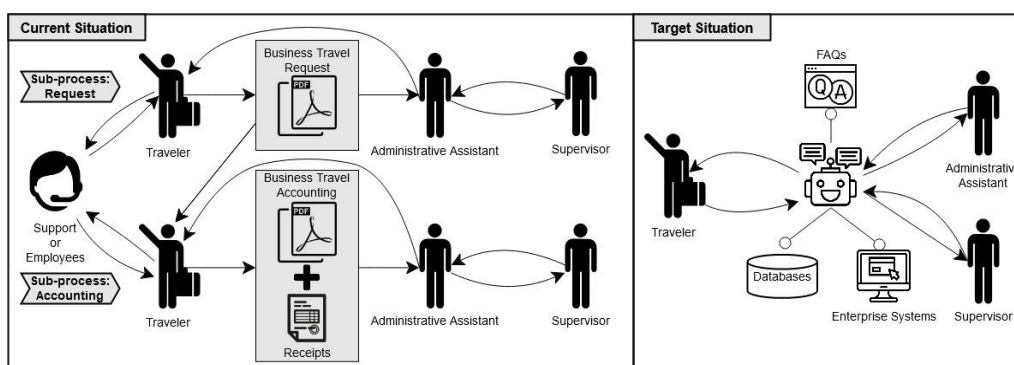 Current Situation
Sub-process:
Request
Traveler
Business Travel
Request
PDF
Administrative Assistant
Supervisor
Support
or
Employees
Sub-process:
Accounting
Traveler
Business Travel
Accounting
PDF
Receipts
Administrative Assistant
Supervisor
Target Situation
FAQs
Q A
Traveler
Administrative
Assistant
Databases
Enterprise Systems
Supervisor